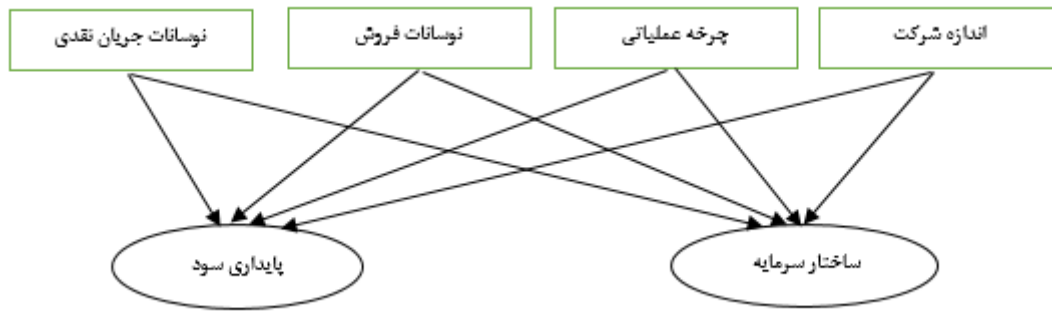 اندازه شرکت
چرخه عملیاتی
نوسانات فروش
نوسانات جریان نقدی
ساختار سرمایه
پایداری سود